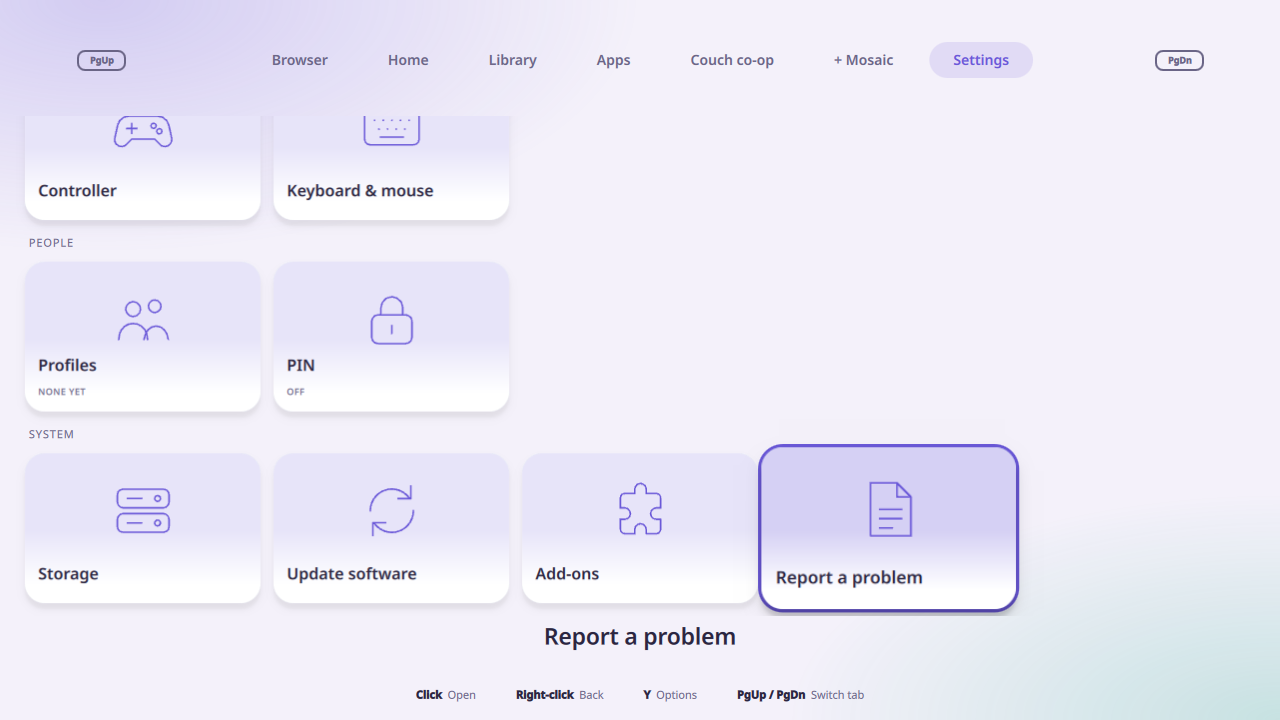 PgUp
Browser
Home
Library
Apps
Couch co-op
+ Mosaic
Settings
PgDn
Controller
Keyboard & mouse
PEOPLE
Profiles
NONE YET
PIN
OFF
SYSTEM
Storage
Update software
Add-ons
Report a problem
Report a problem
Click Open
Right-click Back
Y Options
PgUp / PgDn Switch tab